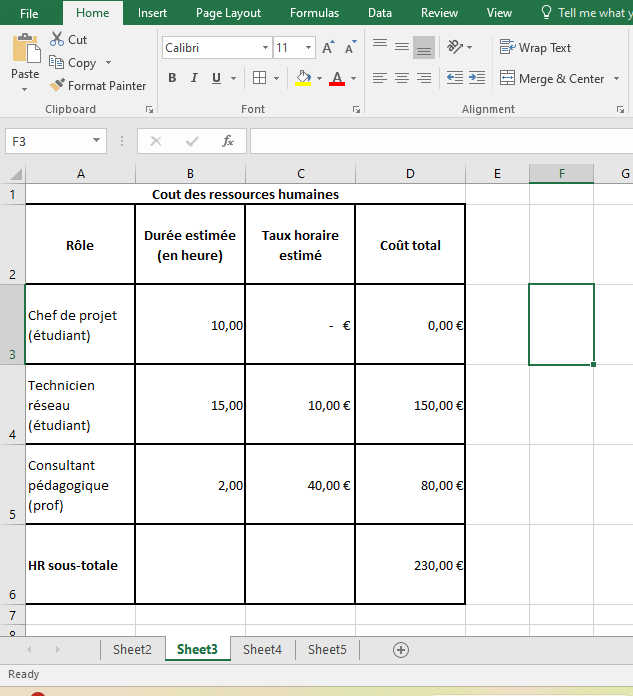 File Home Insert Page Layout Formulas Data Review View Tell me what y
Cut
Copy
Format Painter
Paste
Clipboard
Calibri 11 A A
B I U A
Font
Wrap Text
Merge & Center
Alignment
F3 fx
A B C D E F G
1 Cout des ressources humaines
2 Rôle
Durée estimée
(en heure)
Taux horaire
estimé
Coût total
3 Chef de projet
(étudiant)
10,00 - € 0,00 €
4 Technicien
réseau
(étudiant)
15,00 10,00 € 150,00 €
5 Consultant
pédagogique
(prof)
2,00 40,00 € 80,00 €
6 HR sous-totale 230,00 €
7
8
Sheet2 Sheet3 Sheet4 Sheet5
Ready